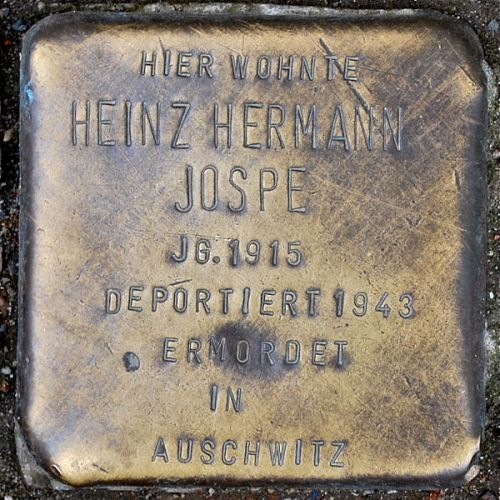 HIER WOHNTE
HEINZ HERMANN
JOSPE
JG. 1915
DEPORTIERT 1943
ERMORDET
IN
AUSCHWITZ